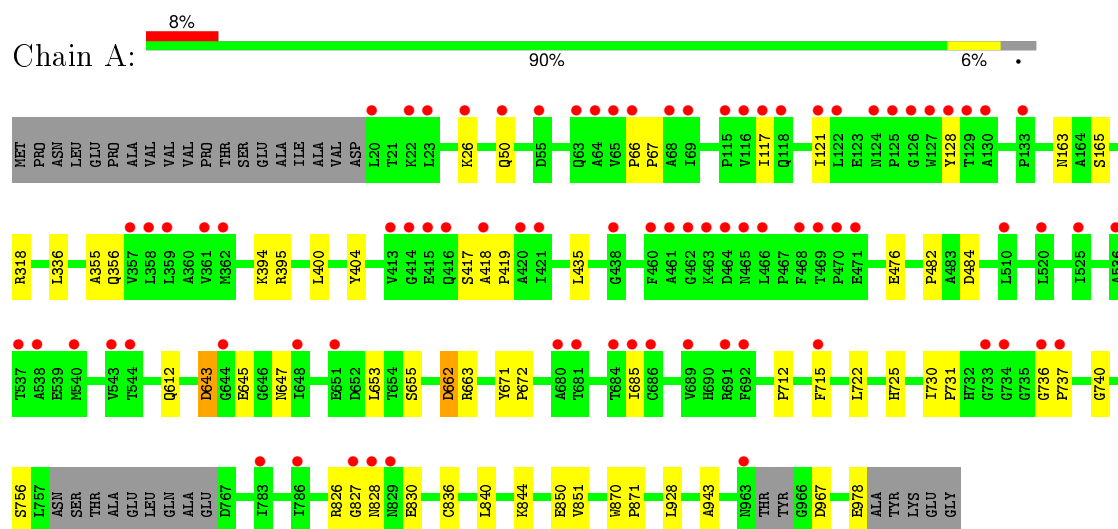 8%
Chain A:
90% 6% •
MET PRO ASN LEU GLU PRO ALA VAL VAL VAL PRO THR SER GLU ALA ILE ALA VAL ASP L20 T21 K22 L23 K26 Q50 D55 Q63 A64 V65 P66 P67 A68 I69 P115 V116 I117 Q118 I121 L122 E123 N124 P125 G126 W127 Y128 T129 A130 P133 N163 A164 S165
R318 L336 A355 Q356 V357 L358 L359 A360 V361 M362 K394 R395 L400 Y404 V413 G414 E415 Q416 S417 A418 P419 A420 I421 L435 G438 F460 A461 G462 K463 D464 N465 L466 P467 F468 T469 P470 E471 E476 P482 A483 D484 L510 L520 I525 A536
T537 A538 E539 M540 V543 T544 Q612 D643 G644 E645 G646 N647 I648 E651 D652 L653 T654 S655 D662 R663 Y671 P672 A680 T681 T684 I685 C686 V689 H690 R691 F692 P712 F715 L722 H725 I730 P731 H732 G733 G734 G735 G736 P737 G740
S756 L757 ASN SER THR ALA GLU LEU GLN ALA GLU D767 I783 I786 R826 G827 N828 N829 E830 C836 L840 K844 E850 V851 W870 P871 L928 A943 N963 THR TYR G966 D967 E978 ALA TYR LYS GLU GLY